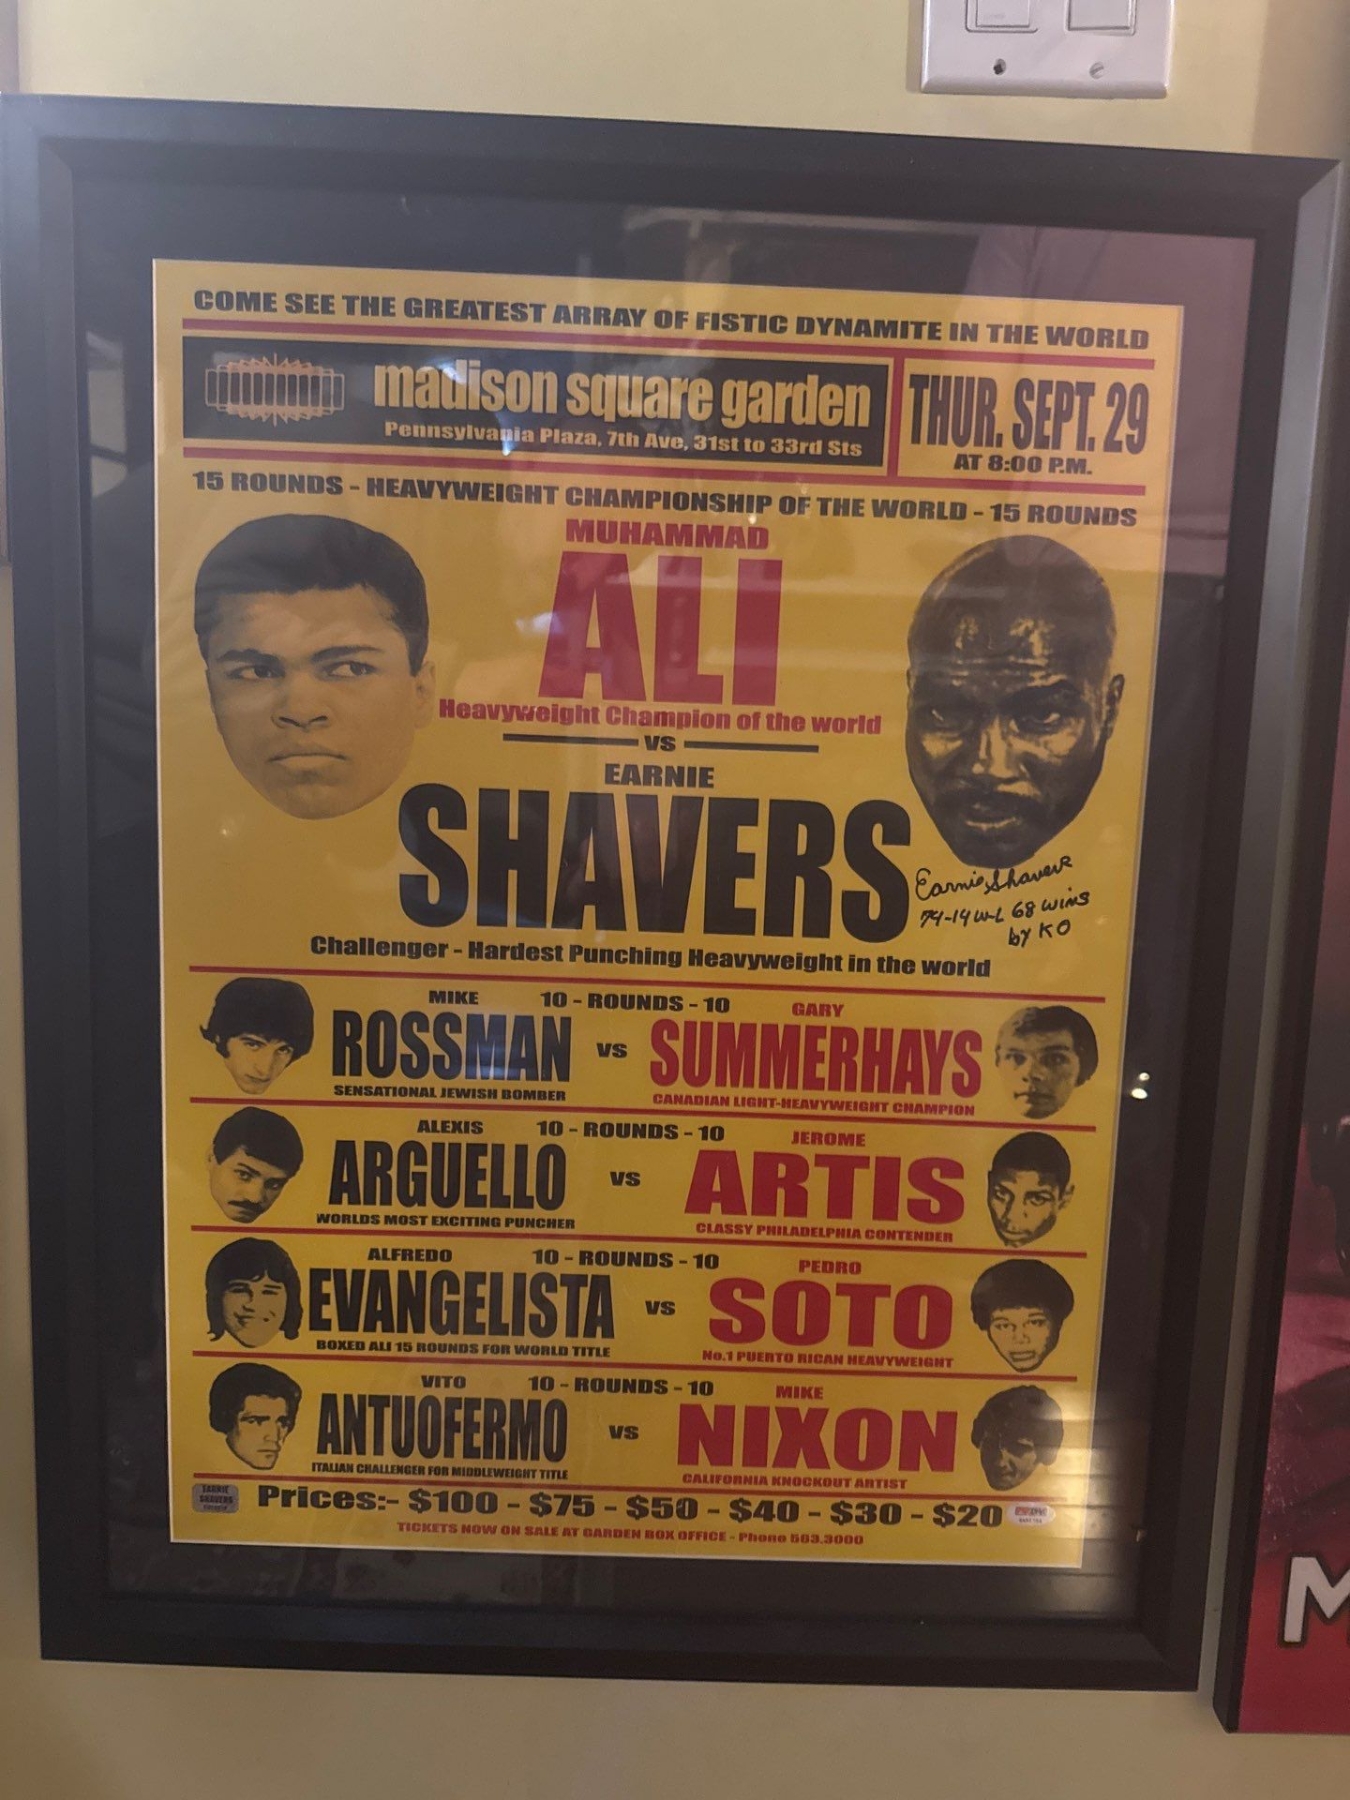 COME SEE THE GREATEST ARRAY OF FISTIC DYNAMITE IN THE WORLD
madison square garden
Pennsylvania Plaza, 7th Ave, 31st to 33rd Sts
THUR. SEPT. 29
AT 8:00 P.M.
15 ROUNDS - HEAVYWEIGHT CHAMPIONSHIP OF THE WORLD - 15 ROUNDS
MUHAMMAD
ALI
Heavyweight Champion of the world
VS
EARNIE
SHAVERS
Earnie Shavers
74-14 W-L 68 wins
by KO
Challenger - Hardest Punching Heavyweight in the world
MIKE 10 - ROUNDS - 10 GARY
ROSSMAN VS SUMMERHAYS
SENSATIONAL JEWISH BOMBER CANADIAN LIGHT-HEAVYWEIGHT CHAMPION
ALEXIS 10 - ROUNDS - 10 JEROME
ARGUELLO VS ARTIS
WORLDS MOST EXCITING PUNCHER CLASSY PHILADELPHIA CONTENDER
ALFREDO 10 - ROUNDS - 10 PEDRO
EVANGELISTA VS SOTO
BOXED ALI 15 ROUNDS FOR WORLD TITLE No.1 PUERTO RICAN HEAVYWEIGHT
VITO 10 - ROUNDS - 10 MIKE
ANTUOFERMO VS NIXON
ITALIAN CHALLENGER FOR MIDDLEWEIGHT TITLE CALIFORNIA KNOCKOUT ARTIST
EARNIE
SHAVERS
Prices:- $100 - $75 - $50 - $40 - $30 - $20
TICKETS NOW ON SALE AT GARDEN BOX OFFICE - Phone 563.3000
M